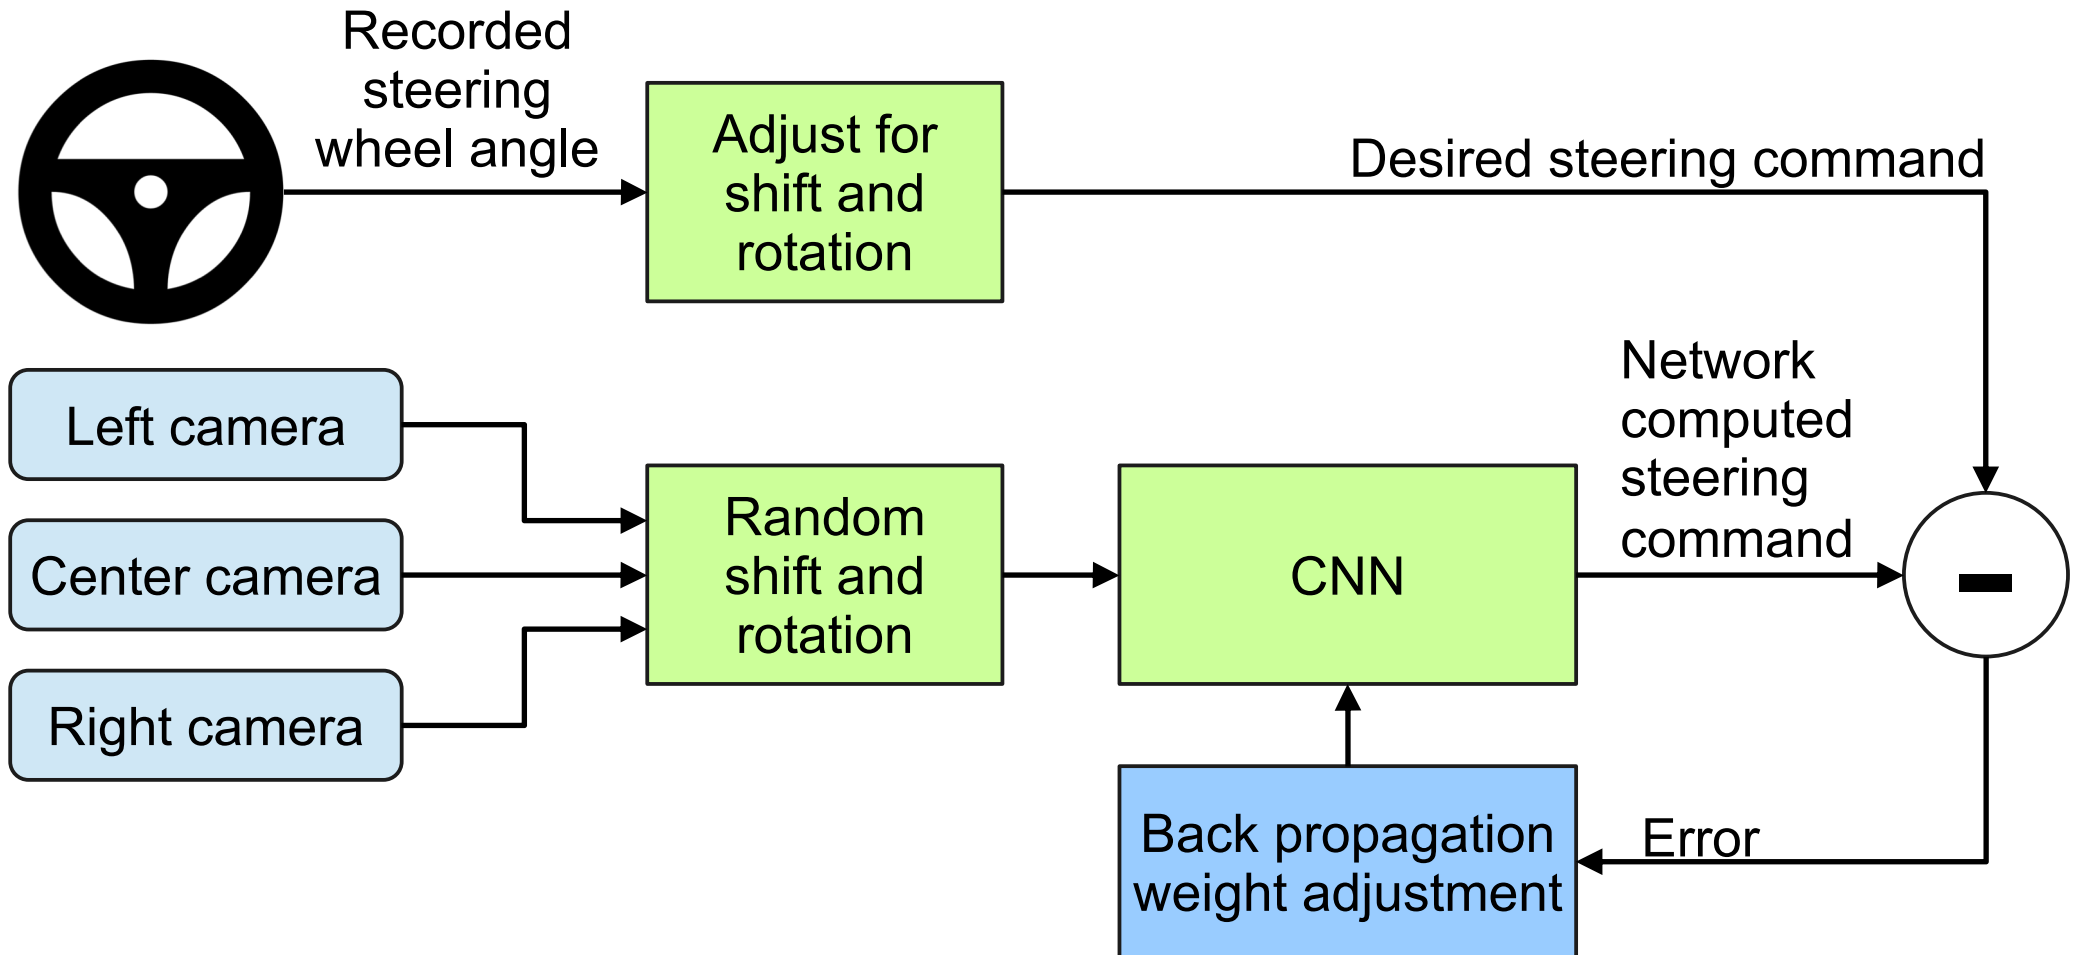 Recorded
steering
wheel angle
Adjust for
shift and
rotation
Desired steering command
Left camera
Center camera
Right camera
Random
shift and
rotation
CNN
Network
computed
steering
command
-
Back propagation
weight adjustment
Error